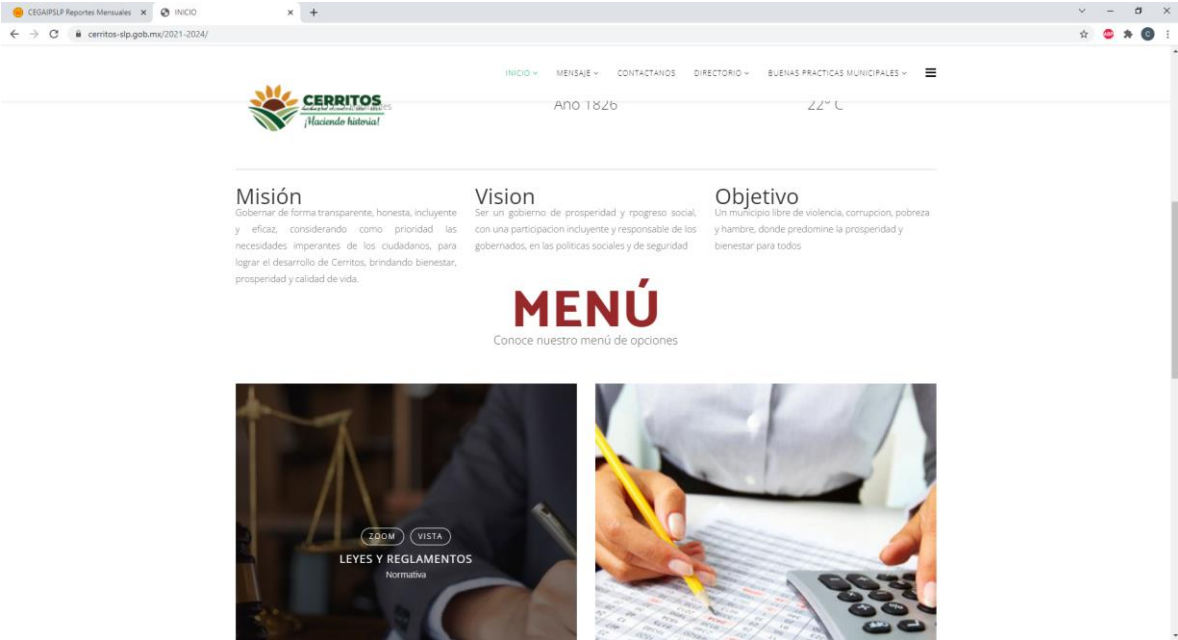 CEGAIPSLP Reportes Mensuales
INICIO
cerritos-slp.gob.mx/2021-2024/
ABP
C
INICIO
MENSAJE
CONTACTANOS
DIRECTORIO
BUENAS PRACTICAS MUNICIPALES
CERRITOS
¡Haciendo historia!
Año 1826
22° C
Misión
Gobernar de forma transparente, honesta, incluyente
y eficaz, considerando como prioridad las
necesidades imperantes de los ciudadanos, para
lograr el desarrollo de Cerritos, brindando bienestar,
prosperidad y calidad de vida.
Vision
Ser un gobierno de prosperidad y rpogreso social,
con una participacion incluyente y responsable de los
gobernados, en las politicas sociales y de seguridad
Objetivo
Un municipio libre de violencia, corrupcion, pobreza
y hambre, donde predomine la prosperidad y
bienestar para todos
MENÚ
Conoce nuestro menú de opciones
ZOOM
VISTA
LEYES Y REGLAMENTOS
Normativa